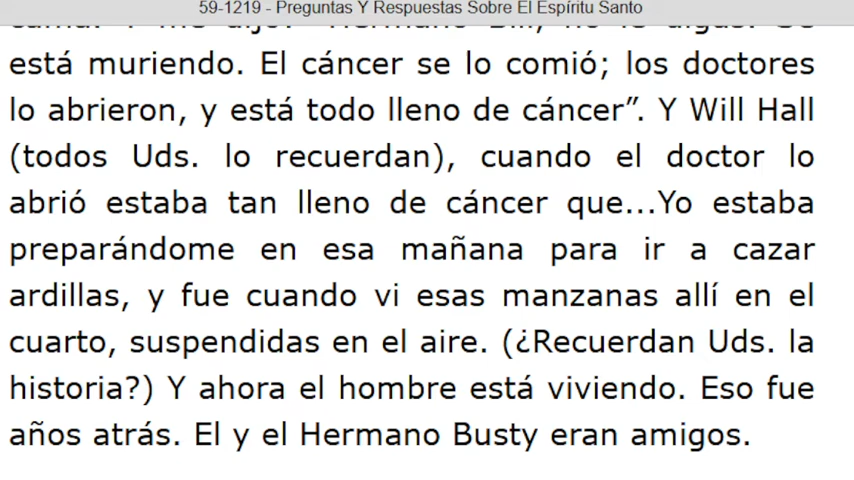 59-1219 - Preguntas Y Respuestas Sobre El Espíritu Santo
está muriendo. El cáncer se lo comió; los doctores
lo abrieron, y está todo lleno de cáncer”. Y Will Hall
(todos Uds. lo recuerdan), cuando el doctor lo
abrió estaba tan lleno de cáncer que...Yo estaba
preparándome en esa mañana para ir a cazar
ardillas, y fue cuando vi esas manzanas allí en el
cuarto, suspendidas en el aire. (¿Recuerdan Uds. la
historia?) Y ahora el hombre está viviendo. Eso fue
años atrás. El y el Hermano Busty eran amigos.